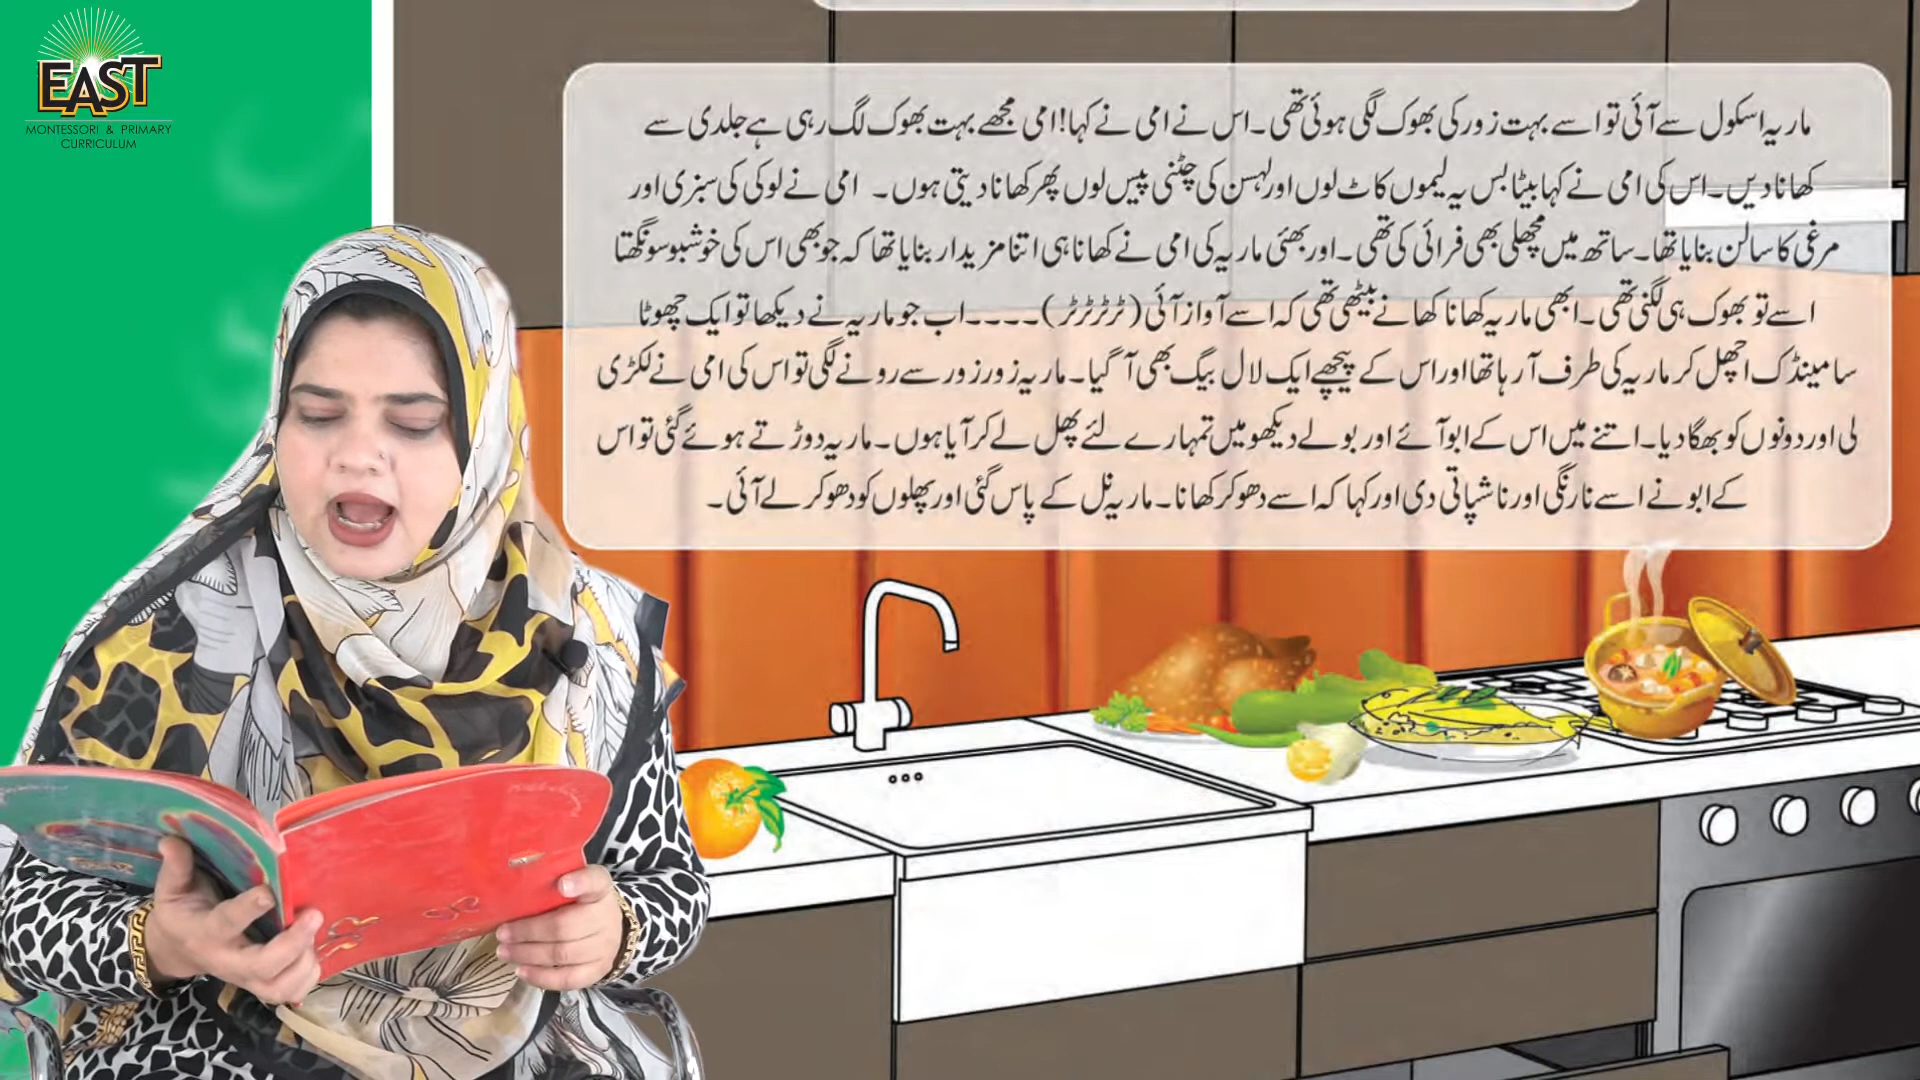 EAST
MONTESSORI & PRIMARY
CURRICULUM
ماریہ اسکول سے آئی تو اسے بہت زور کی بھوک لگی ہوئی تھی۔ اس نے امی نے کہا! امی مجھے بہت بھوک لگ رہی ہے جلدی سے
کھانا دیں۔ اس کی امی نے کہا بیٹا بس یہ لیموں کاٹ لوں اور لہسن کی چٹنی پیس لوں پھر کھانا دیتی ہوں۔ امی نے لوکی کی سبزی اور
مرغی کا سالن بنایا تھا۔ ساتھ میں مچھلی بھی فرائی کی تھی۔ اور بھئی ماریہ کی امی نے کھانا ہی اتنا مزیدار بنایا تھا کہ جو بھی اس کی خوشبو سونگھتا
اسے تو بھوک ہی لگنی تھی۔ ابھی ماریہ کھانا کھانے بیٹھی تھی کہ اسے آواز آئی (ٹرٹرٹرٹر)۔۔۔۔اب جو ماریہ نے دیکھا تو ایک چھوٹا
سا مینڈک اچھل کر ماریہ کی طرف آ رہا تھا اور اس کے پیچھے ایک لال بیگ بھی آ گیا۔ ماریہ زور زور سے رونے لگی تو اس کی امی نے لکڑی
لی اور دونوں کو بھگا دیا۔ اتنے میں اس کے ابو آئے اور بولے دیکھو میں تمہارے لئے پھل لے کر آیا ہوں۔ ماریہ دوڑتے ہوئے گئی تو اس
کے ابو نے اسے نارنگی اور ناشپاتی دی اور کہا کہ اسے دھو کر کھانا۔ ماریہ نل کے پاس گئی اور پھلوں کو دھو کر لے آئی۔